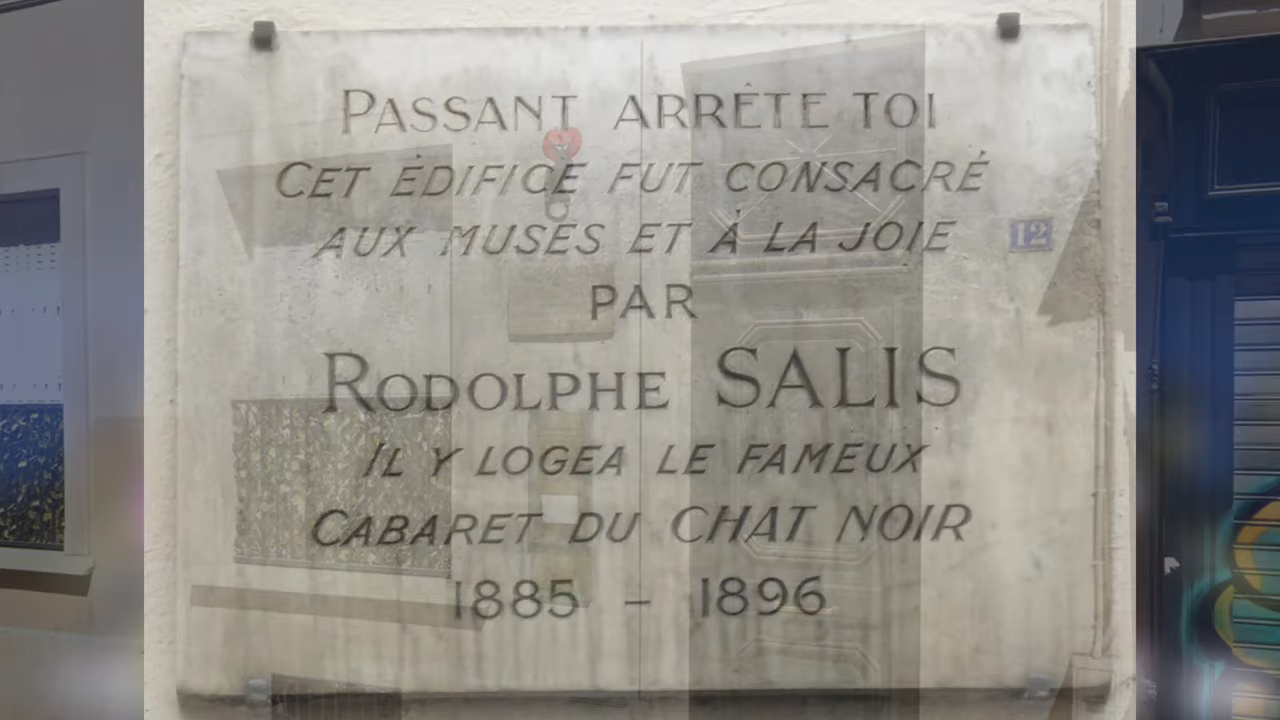 PASSANT ARRÊTE TOI
CET ÉDIFICE FUT CONSACRÉ
AUX MUSES ET À LA JOIE
12
PAR
RODOLPHE SALIS
IL Y LOGEA LE FAMEUX
CABARET DU CHAT NOIR
1885 – 1896